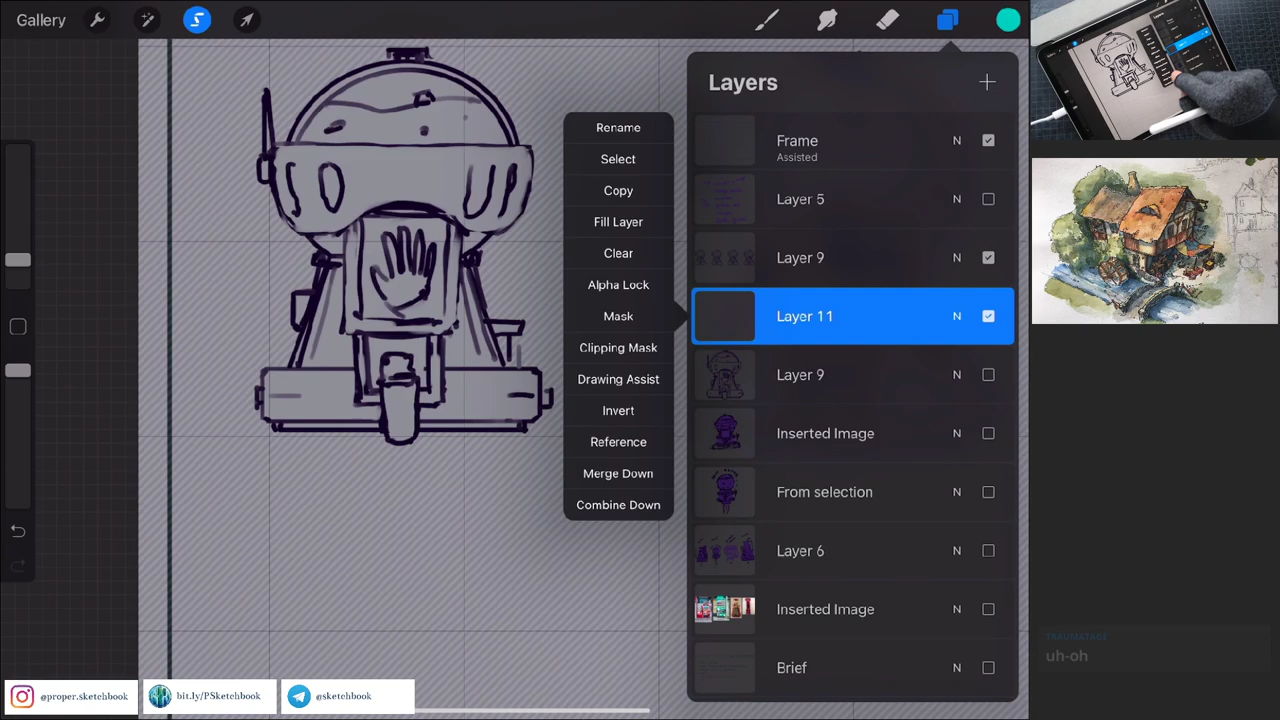 Gallery
Layers
Rename
Select
Copy
Fill Layer
Clear
Alpha Lock
Mask
Clipping Mask
Drawing Assist
Invert
Reference
Merge Down
Combine Down
Frame N
Assisted
Layer 5 N
Layer 9 N
Layer 11 N
Layer 9 N
Inserted Image N
From selection N
Layer 6 N
Inserted Image N
Brief N
TRAUMATAGE
uh-oh
@proper.sketchbook
bit.ly/PSketchbook
@sketchbook